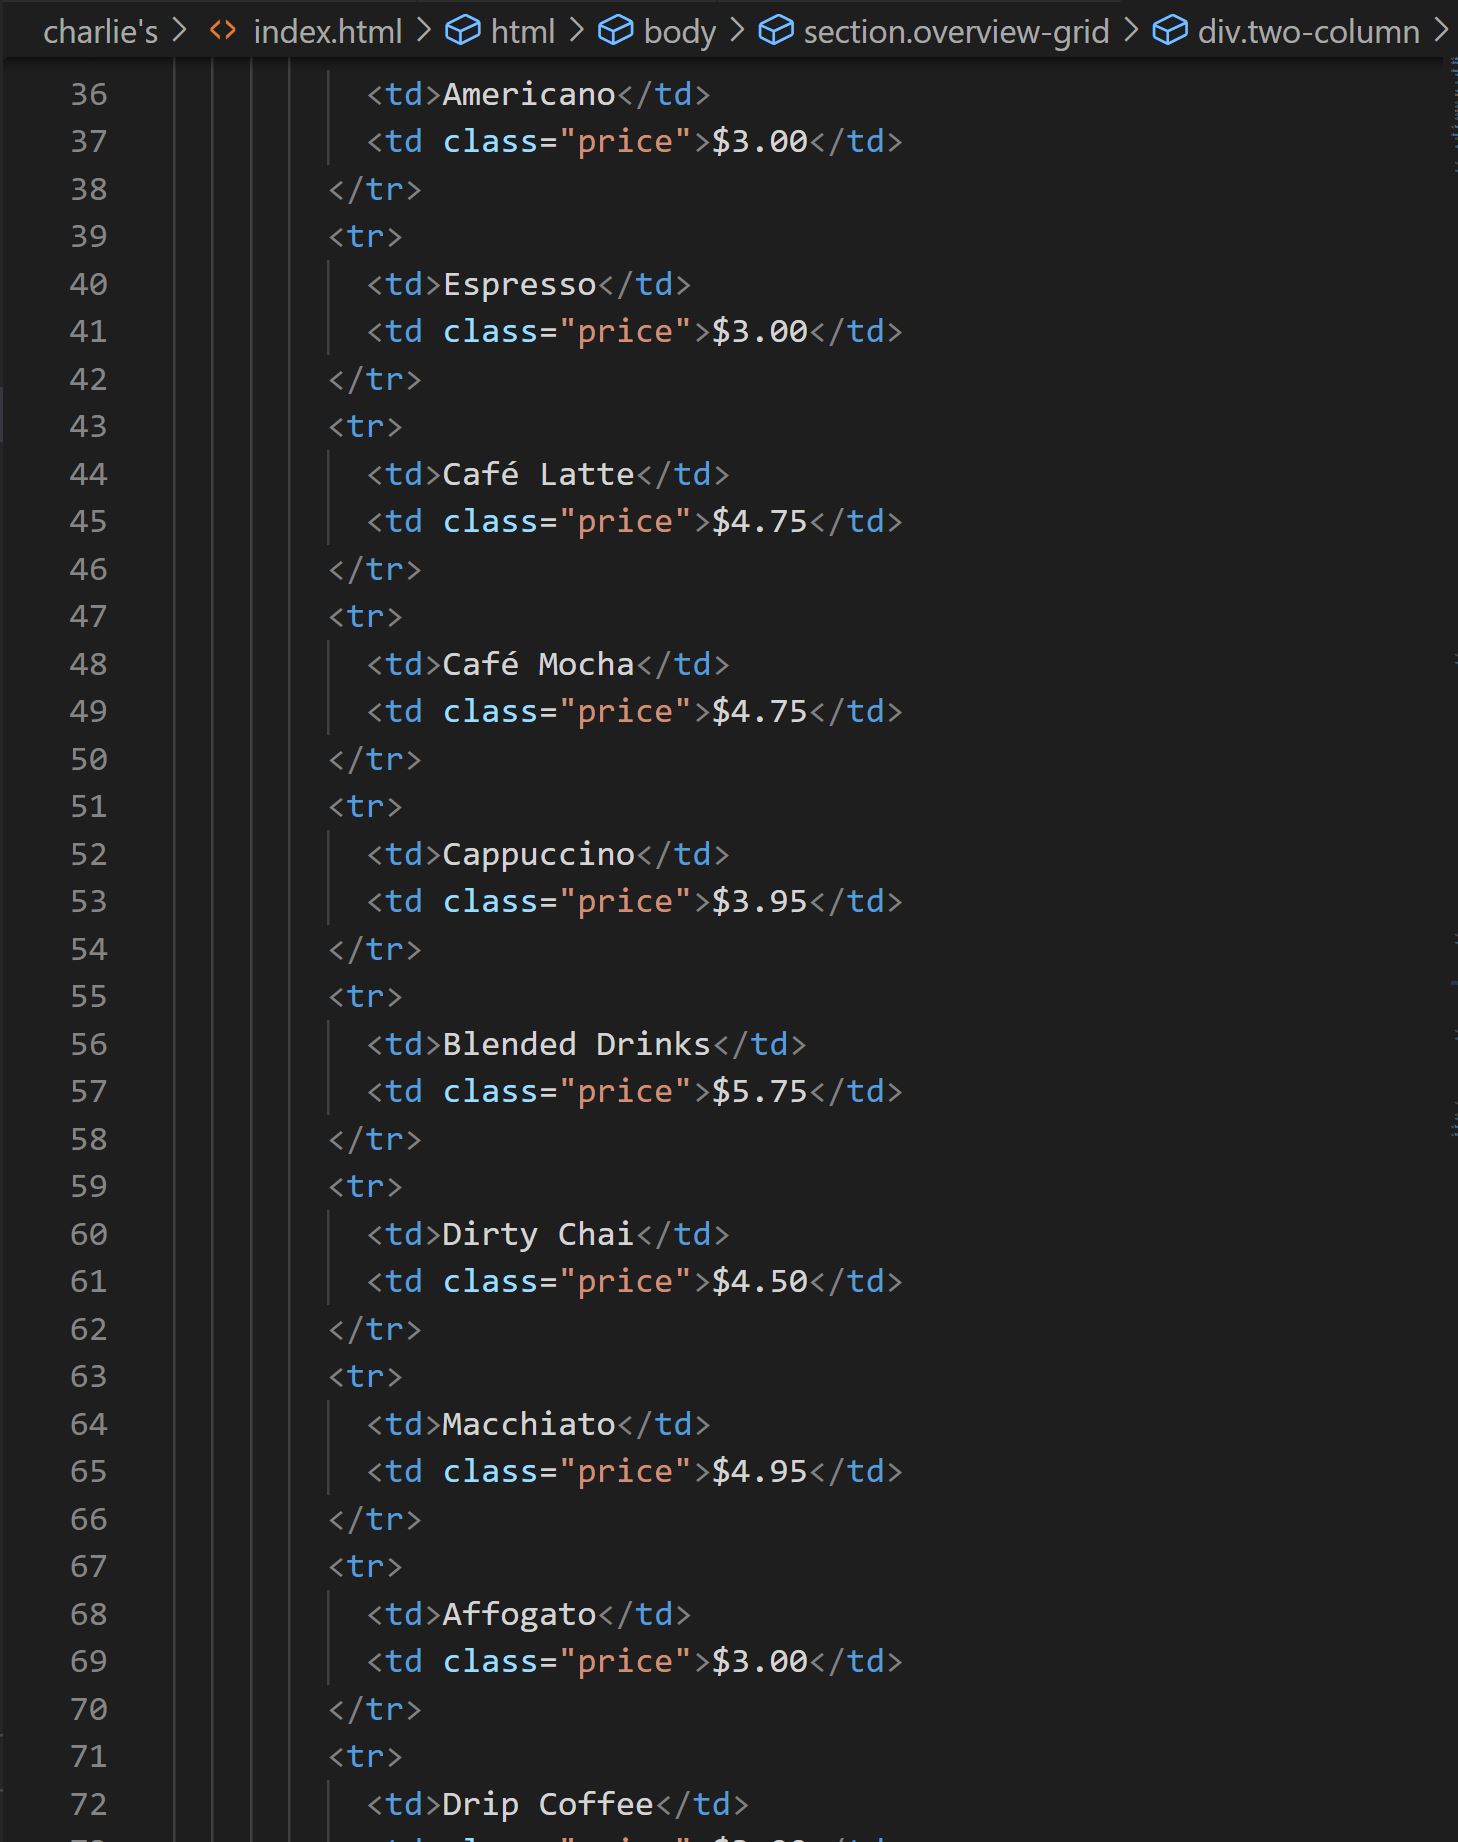 charlie's > <> index.html > html > body > section.overview-grid > div.two-column >
36 <td>Americano</td>
37 <td class="price">$3.00</td>
38 </tr>
39 <tr>
40 <td>Espresso</td>
41 <td class="price">$3.00</td>
42 </tr>
43 <tr>
44 <td>Café Latte</td>
45 <td class="price">$4.75</td>
46 </tr>
47 <tr>
48 <td>Café Mocha</td>
49 <td class="price">$4.75</td>
50 </tr>
51 <tr>
52 <td>Cappuccino</td>
53 <td class="price">$3.95</td>
54 </tr>
55 <tr>
56 <td>Blended Drinks</td>
57 <td class="price">$5.75</td>
58 </tr>
59 <tr>
60 <td>Dirty Chai</td>
61 <td class="price">$4.50</td>
62 </tr>
63 <tr>
64 <td>Macchiato</td>
65 <td class="price">$4.95</td>
66 </tr>
67 <tr>
68 <td>Affogato</td>
69 <td class="price">$3.00</td>
70 </tr>
71 <tr>
72 <td>Drip Coffee</td>